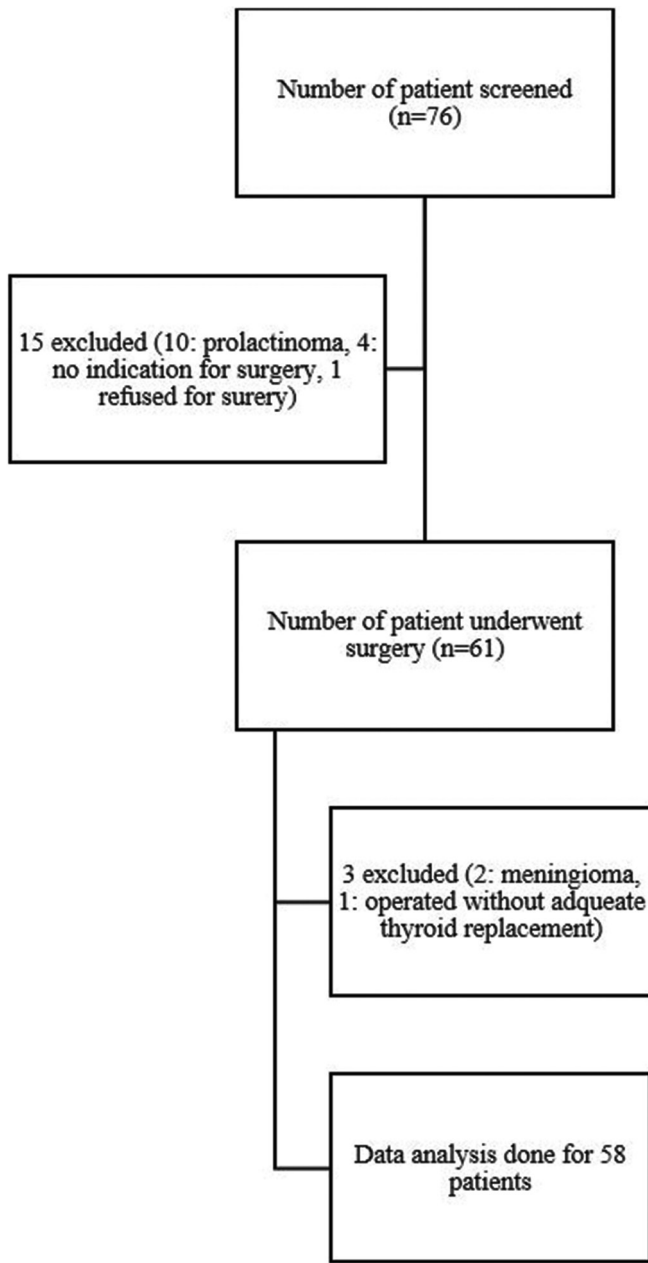 Number of patient screened
(n=76)
15 excluded (10: prolactinoma, 4:
no indication for surgery, 1
refused for surery)
Number of patient underwent
surgery (n=61)
3 excluded (2: meningioma,
1: operated without adqueate
thyroid replacement)
Data analysis done for 58
patients